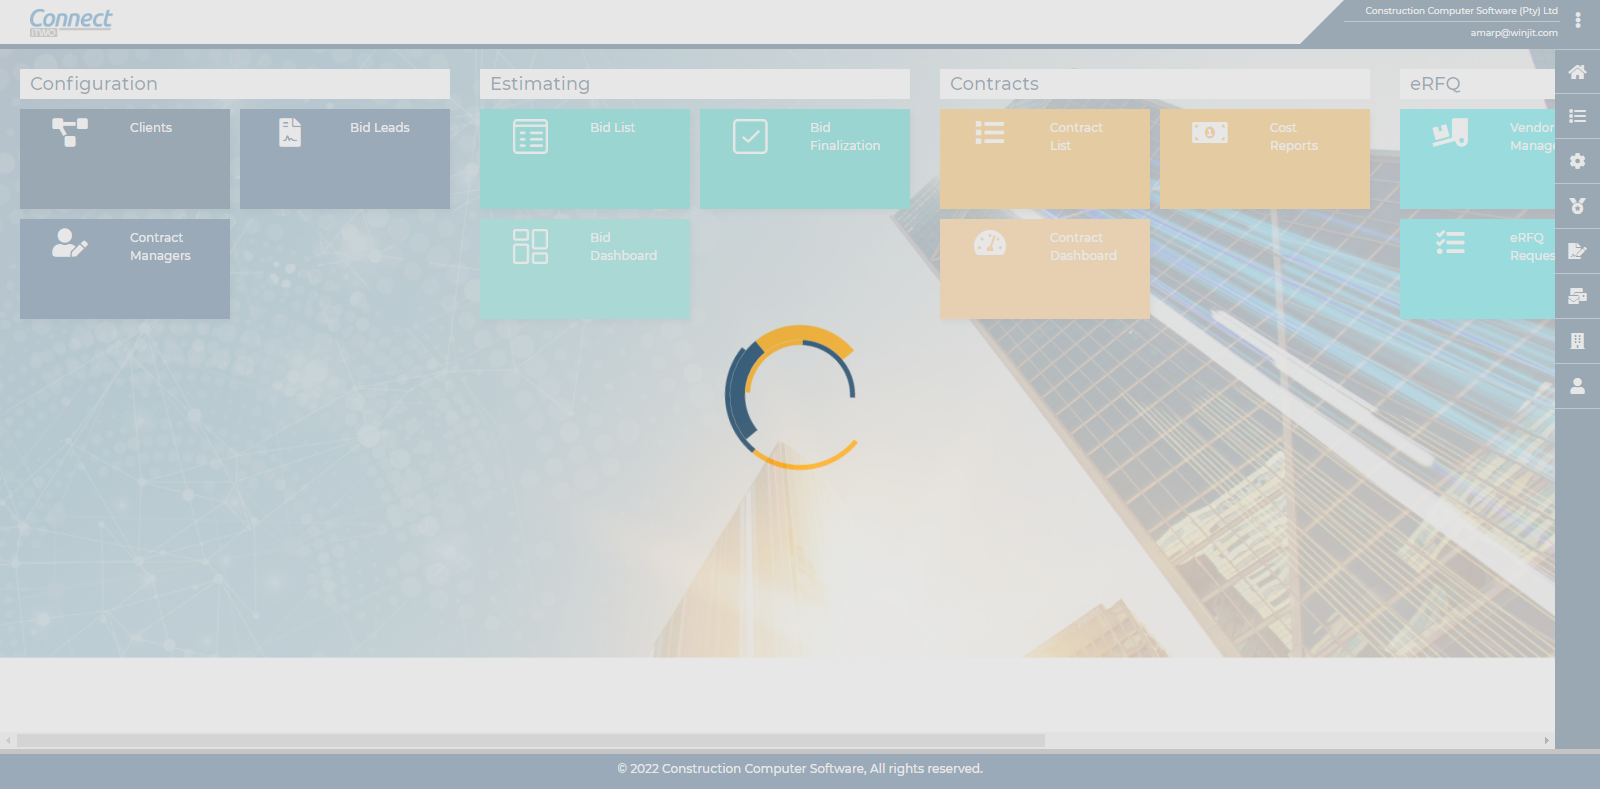 Connect
iTWO
Construction Computer Software (Pty) Ltd
amarp@winjit.com
Configuration
Estimating
Contracts
eRFQ
Clients
Bid Leads
Bid List
Bid
Finalization
Contract
List
Cost
Reports
Vendor
Contract
Managers
Bid
Dashboard
Contract
Dashboard
eRFQ
© 2022 Construction Computer Software, All rights reserved.